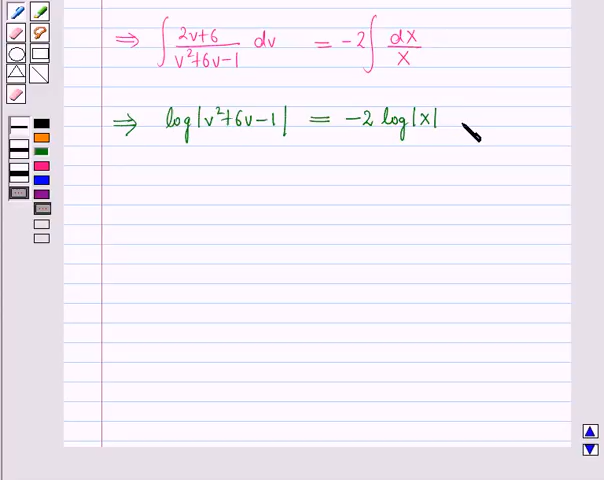 ⇒ ∫ (2v+6)/(v²+6v-1) dv = -2 ∫ dX/X
⇒ log|v²+6v-1| = -2 log|X|